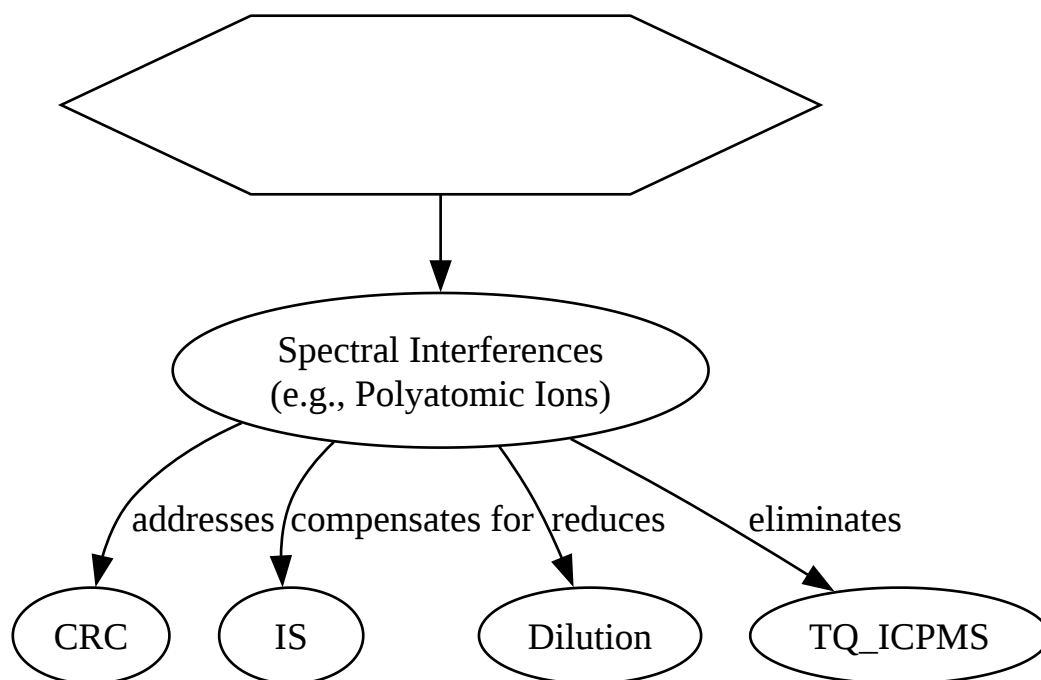 Spectral Interferences
(e.g., Polyatomic Ions)
addresses
compensates for
reduces
eliminates
CRC
IS
Dilution
TQ_ICPMS